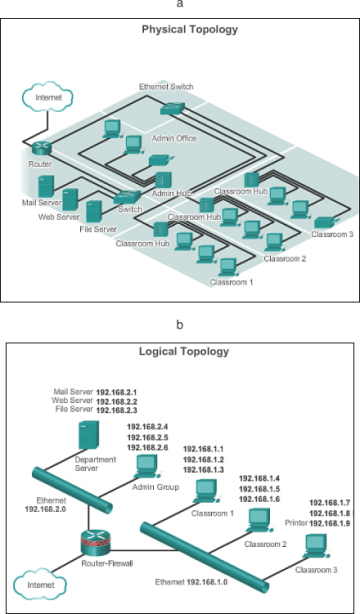 a
Physical Topology
Ethernet Switch
Internet
Admin Office
Router
Mail Server
Admin Hub
Classroom Hub
Web Server
Switch
Classroom Hub
File Server
Classroom Hub
Classroom 3
Classroom 2
Classroom 1
b
Logical Topology
Mail Server 192.168.2.1
Web Server 192.168.2.2
File Server 192.168.2.3
192.168.2.4
192.168.2.5
192.168.2.6
192.168.1.1
192.168.1.2
192.168.1.3
Department
Server
Admin Group
192.168.1.4
192.168.1.5
192.168.1.6
Ethernet
192.168.2.0
Classroom 1
192.168.1.7
192.168.1.8
Printer 192.168.1.9
Classroom 2
Router-Firewall
Classroom 3
Internet
Ethernet 192.168.1.0